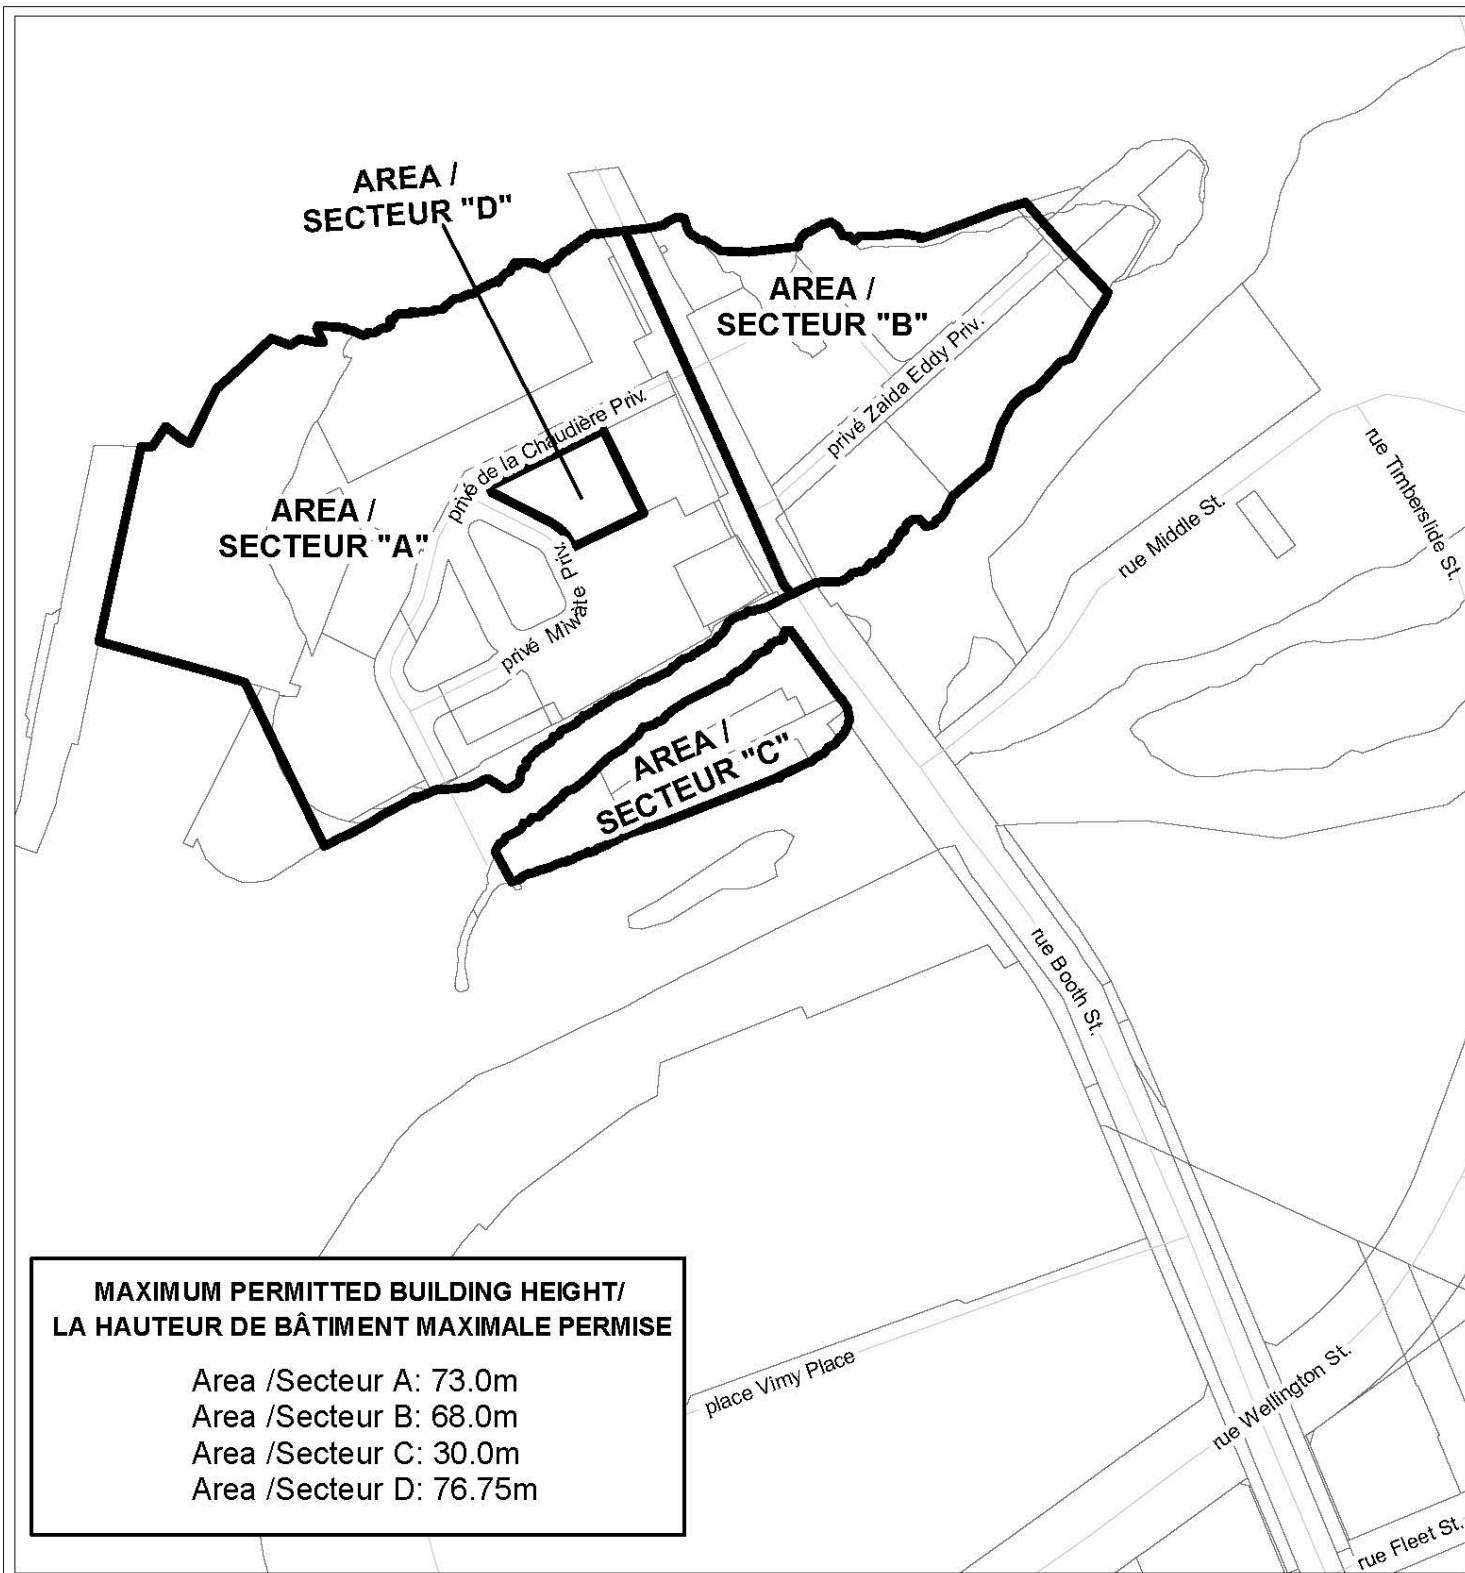 AREA /
SECTEUR "D"
AREA /
SECTEUR "B"
privé Zaida Eddy Priv.
privé de la Chaudière Priv.
AREA /
SECTEUR "A"
privé Miwàte Priv.
rue Timberslide St.
rue Middle St.
AREA /
SECTEUR "C"
rue Booth St.
MAXIMUM PERMITTED BUILDING HEIGHT/
LA HAUTEUR DE BÂTIMENT MAXIMALE PERMISE
Area /Secteur A: 73.0m
Area /Secteur B: 68.0m
Area /Secteur C: 30.0m
Area /Secteur D: 76.75m
place Vimy Place
rue Wellington St.
rue Fleet St.